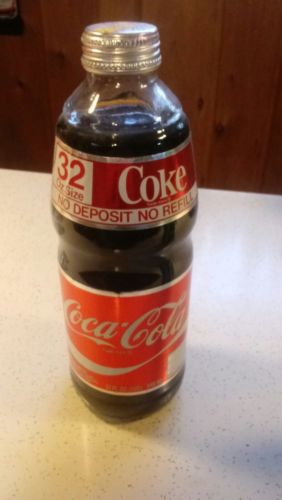 32
oz size
Coke
NO DEPOSIT NO REFILL
Coca-Cola